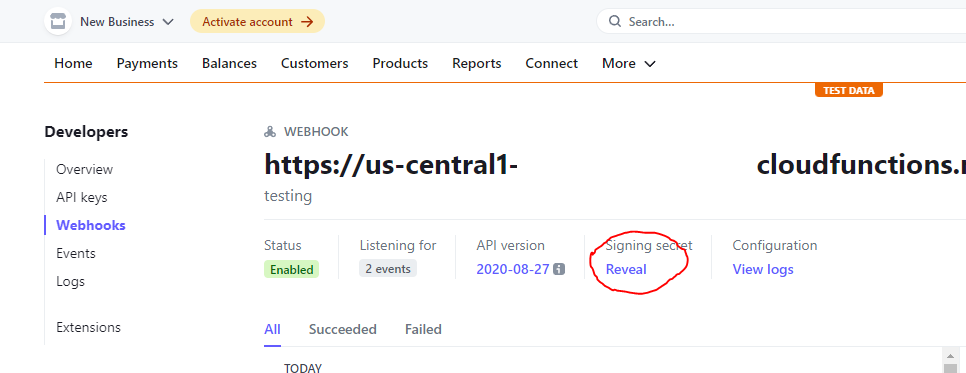 New Business Activate account → Search...
Home Payments Balances Customers Products Reports Connect More
TEST DATA
Developers
Overview
API keys
Webhooks
Events
Logs
Extensions
WEBHOOK
https://us-central1- cloudfunctions.
testing
Status Listening for API version Signing secret Configuration
Enabled 2 events 2020-08-27 Reveal View logs
All Succeeded Failed
TODAY